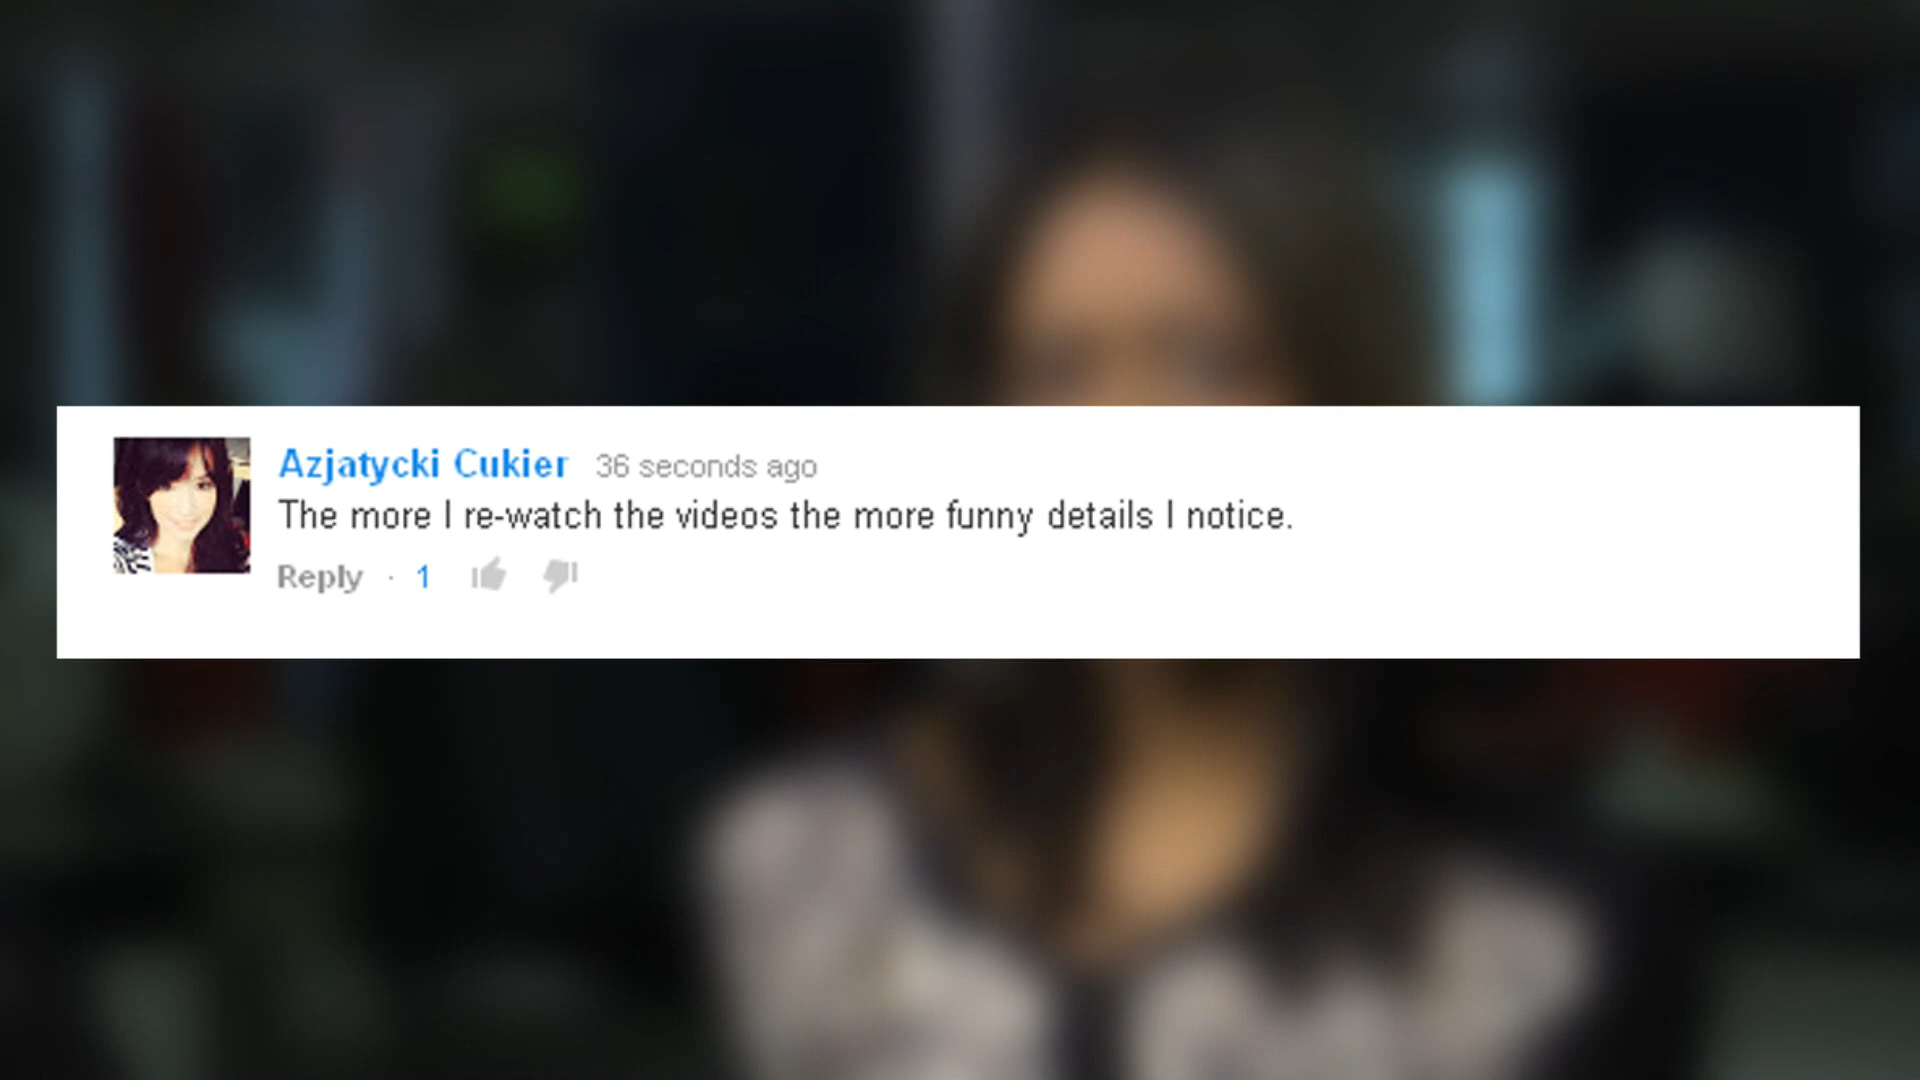 Azjatycki Cukier 36 seconds ago
The more I re-watch the videos the more funny details I notice.
Reply · 1